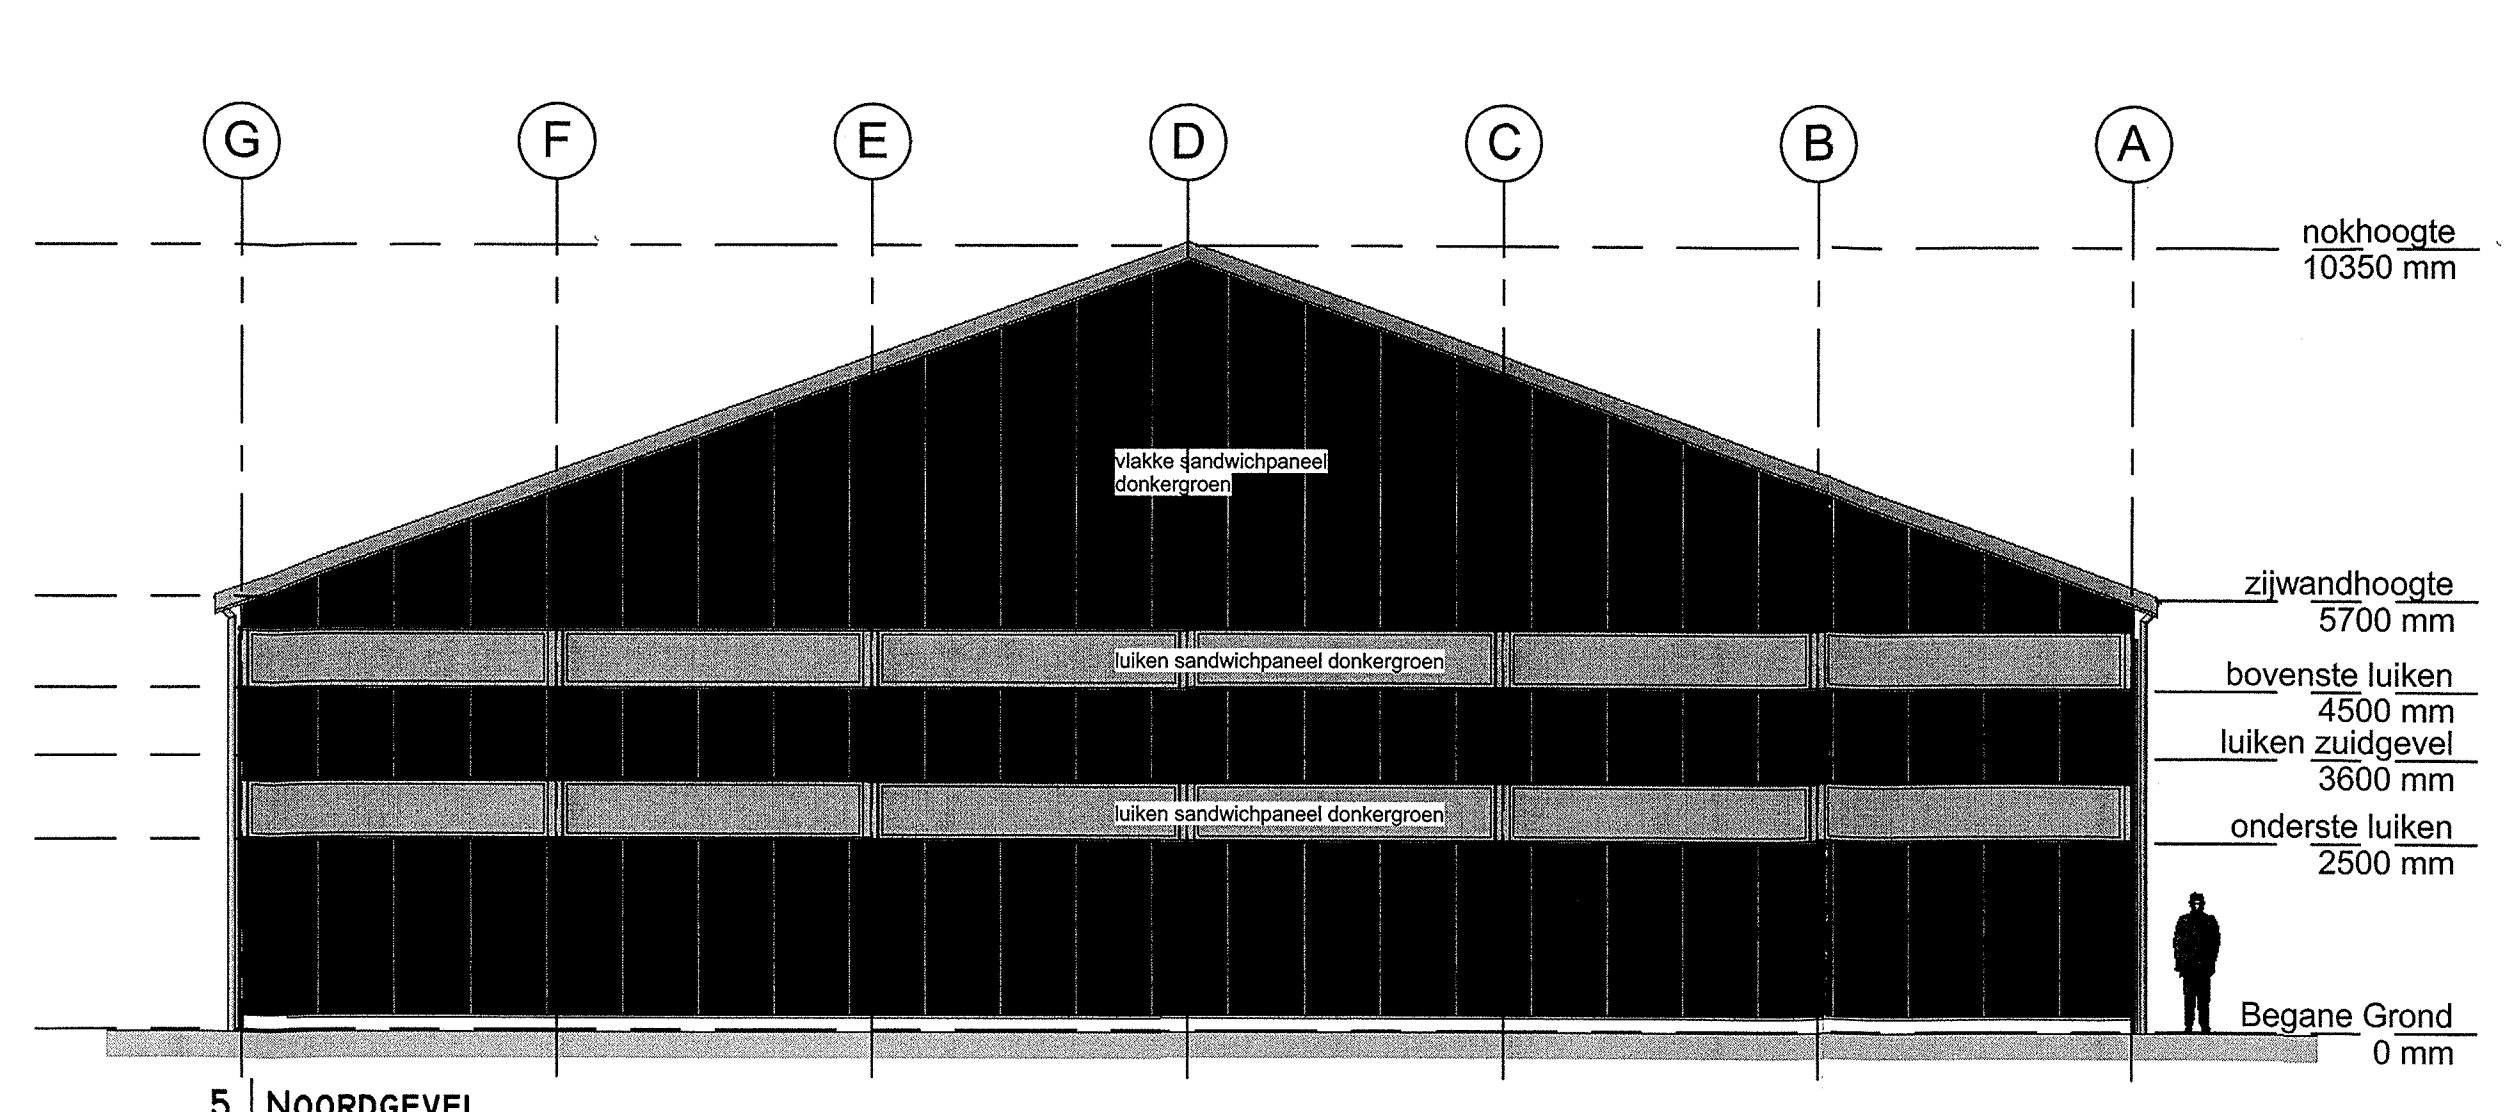 G F E D C B A
nokhoogte
10350 mm
vlakke sandwichpaneel
donkergroen
zijwandhoogte
5700 mm
luiken sandwichpaneel donkergroen
bovenste luiken
4500 mm
luiken zuidgevel
3600 mm
luiken sandwichpaneel donkergroen
onderste luiken
2500 mm
Begane Grond
0 mm
5 NOORDGEVEL